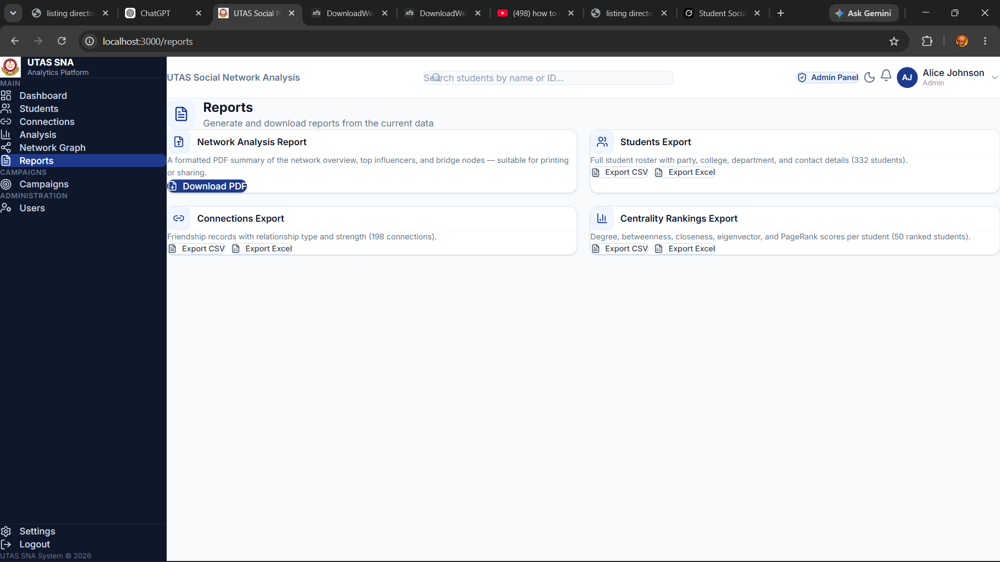 listing directo
ChatGPT
UTAS Social N
DownloadWe
DownloadWe
(498) how to
listing directo
Student Socia
Ask Gemini
localhost:3000/reports
UTAS SNA
Analytics Platform
MAIN
Dashboard
Students
Connections
Analysis
Network Graph
Reports
CAMPAIGNS
Campaigns
ADMINISTRATION
Users
Settings
Logout
UTAS SNA System © 2026
UTAS Social Network Analysis
Search students by name or ID...
Admin Panel
AJ
Alice Johnson
Admin
Reports
Generate and download reports from the current data
Network Analysis Report
A formatted PDF summary of the network overview, top influencers, and bridge nodes — suitable for printing
or sharing.
Download PDF
Students Export
Full student roster with party, college, department, and contact details (332 students).
Export CSV Export Excel
Connections Export
Friendship records with relationship type and strength (198 connections).
Export CSV Export Excel
Centrality Rankings Export
Degree, betweenness, closeness, eigenvector, and PageRank scores per student (50 ranked students).
Export CSV Export Excel